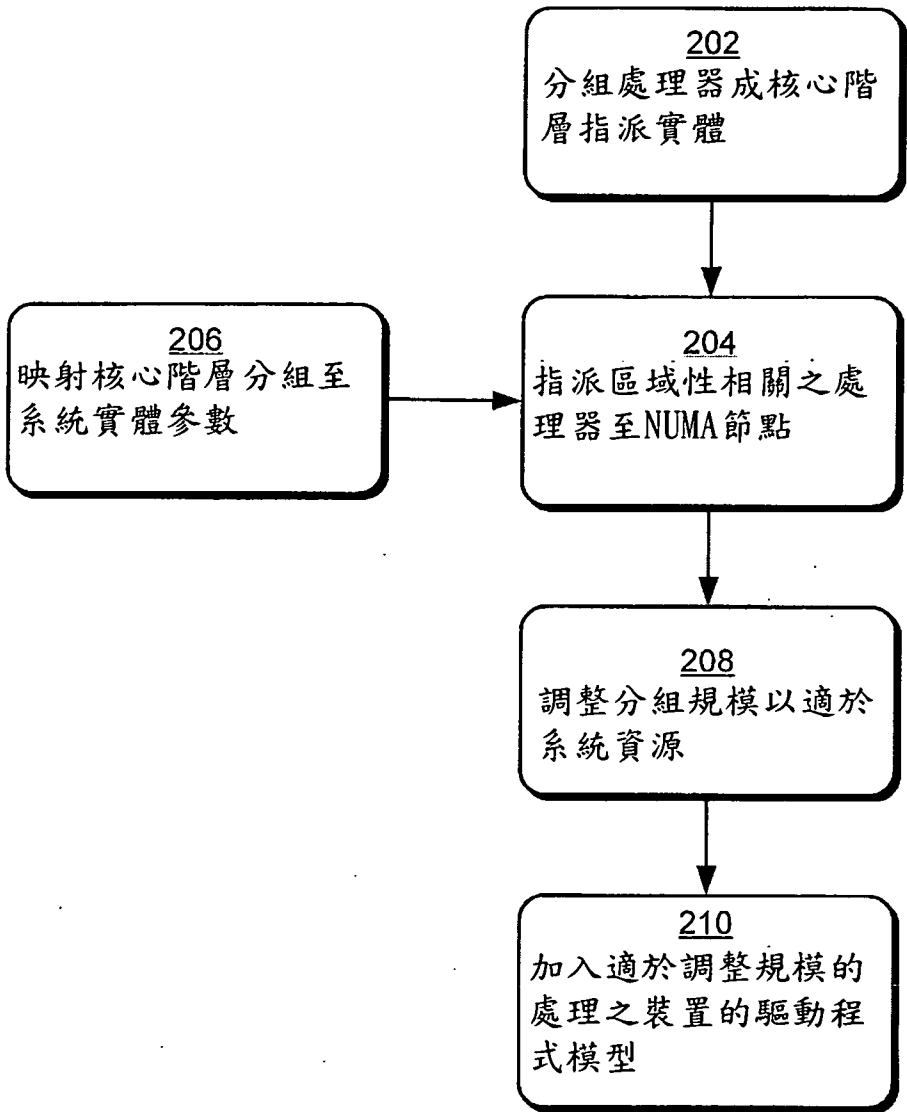 202
分組處理器成核心階
層指派實體
206
映射核心階層分組至
系統實體參數
204
指派區域性相關之處
理器至NUMA節點
208
調整分組規模以適於
系統資源
210
加入適於調整規模的
處理之裝置的驅動程
式模型